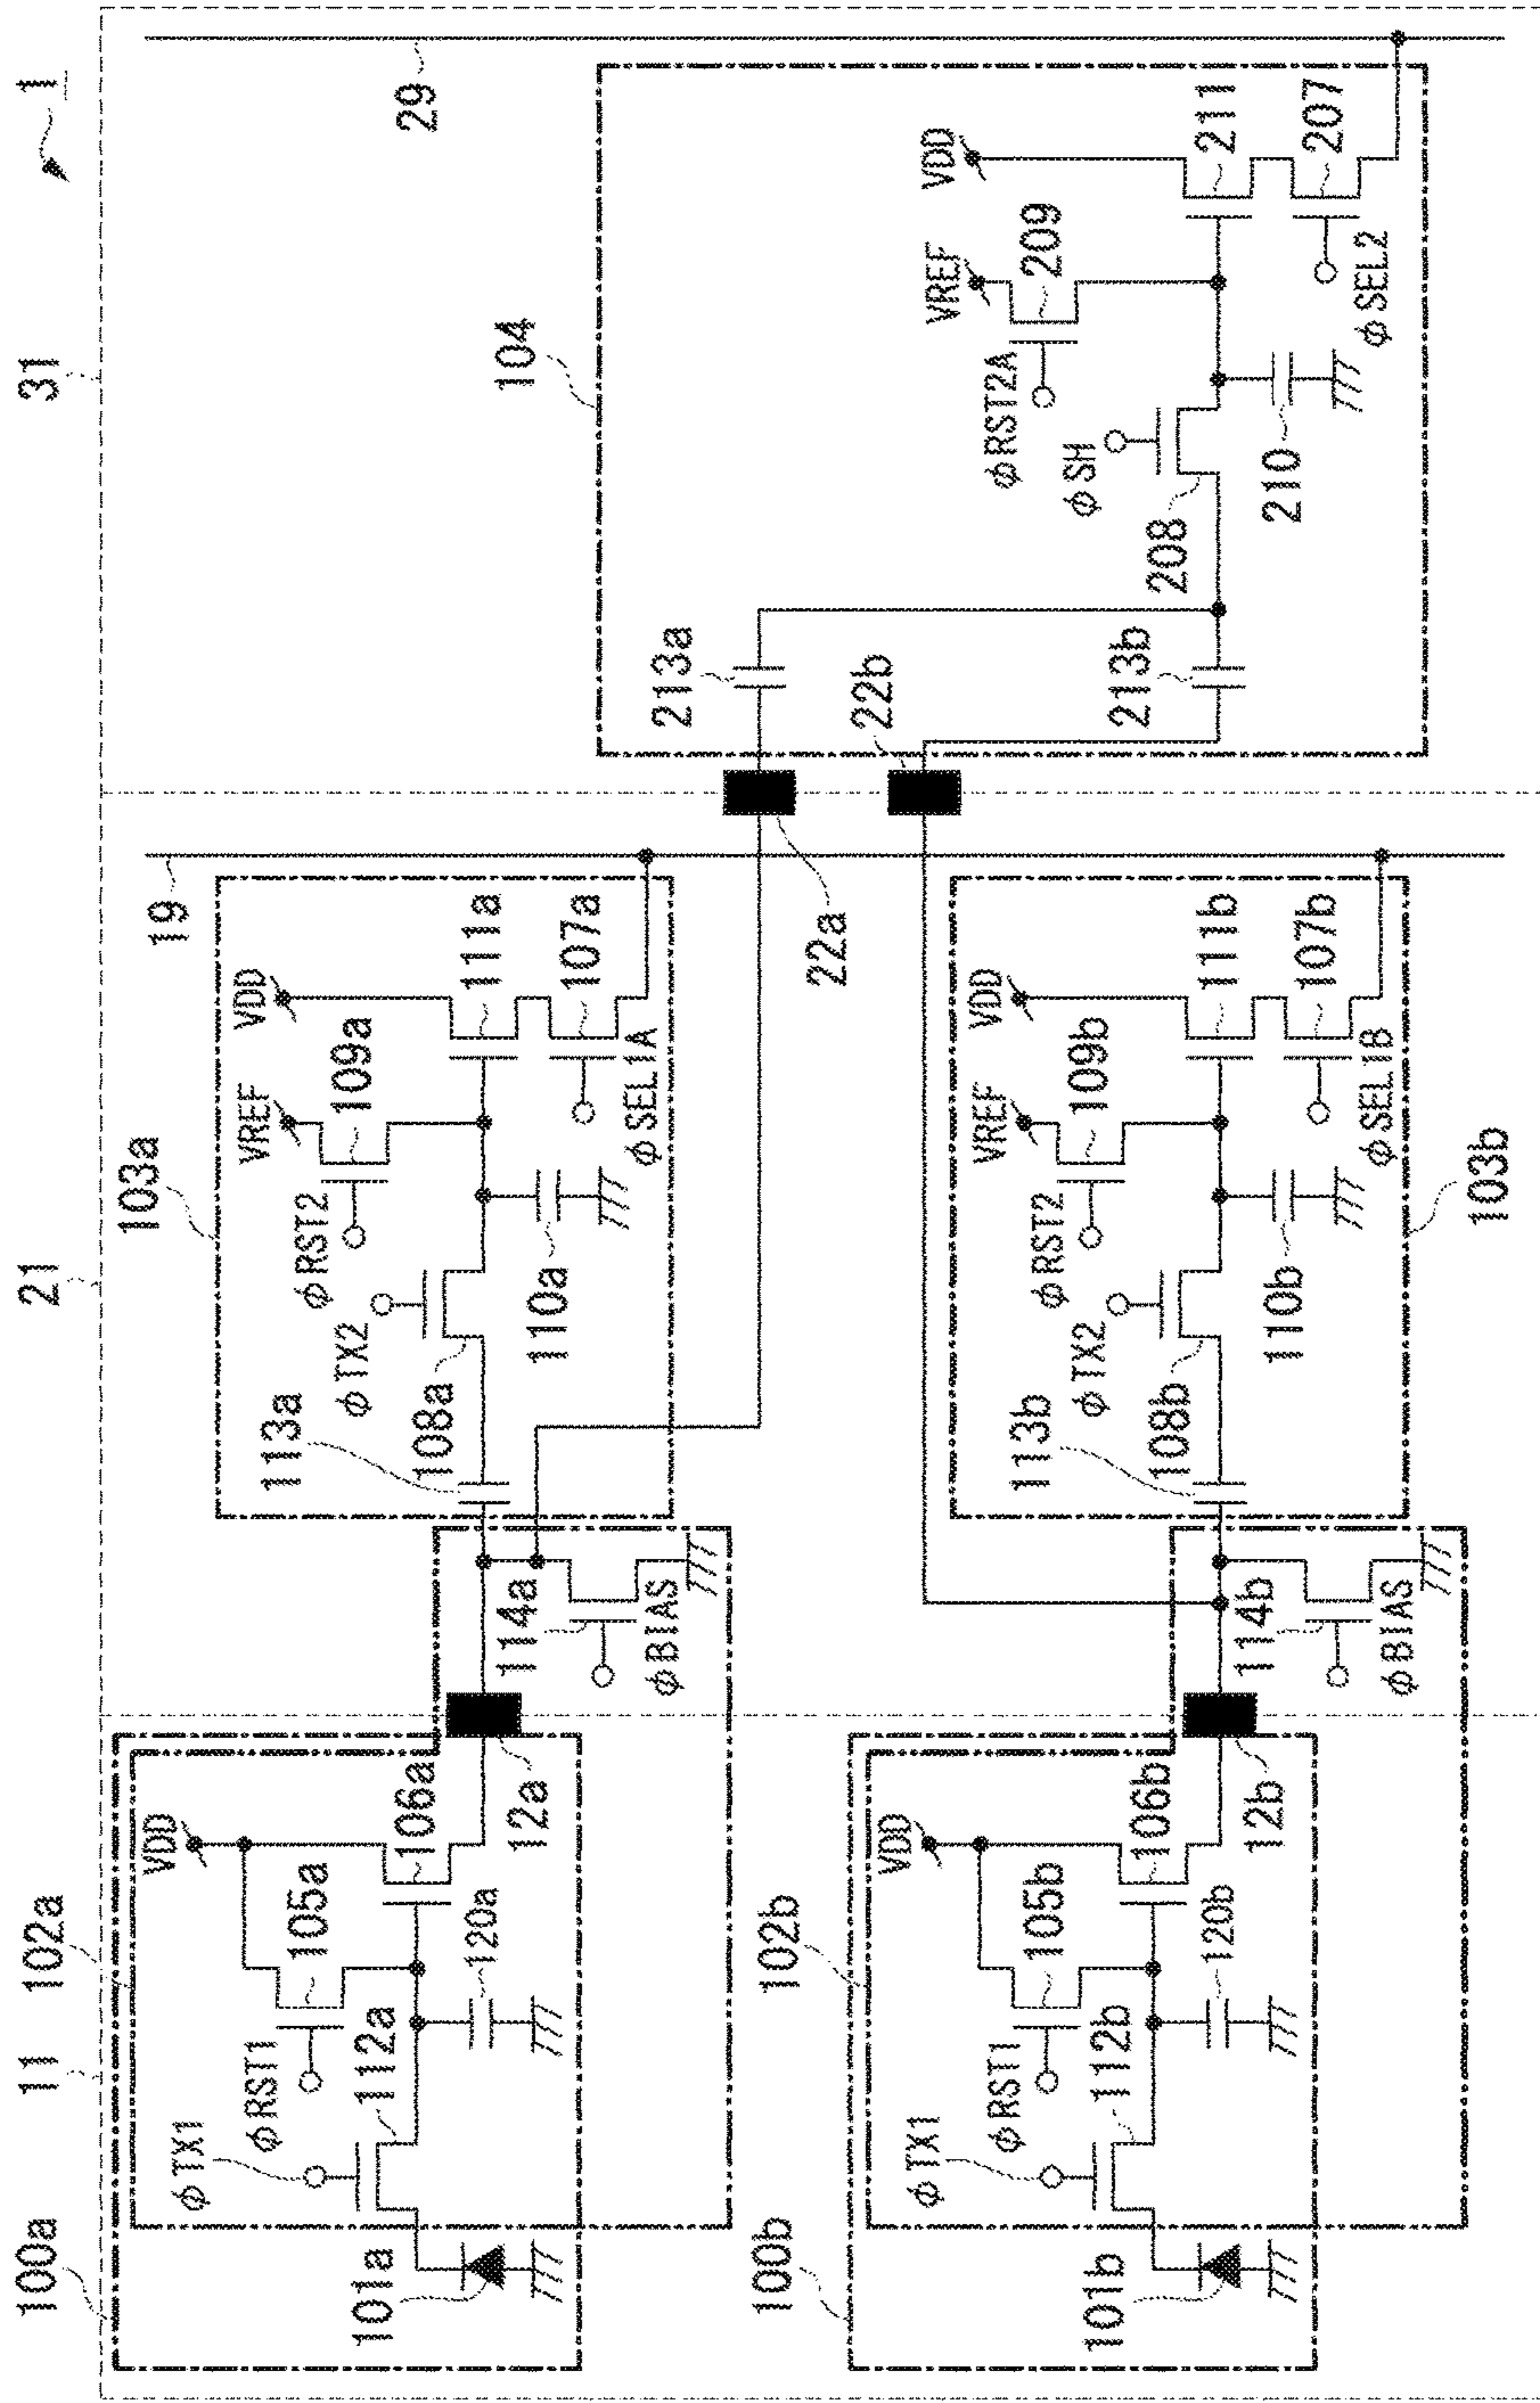 1
31
29
104
VDD
211
207
VREF
209
φRST2A
φSEL2
φSH
208
210
213a
22b
213b
21
19
22a
103a
VDD
111a
107a
VREF
109a
φRST2
φSEL1A
φTX2
108a
110a
113a
VDD
111b
107b
VREF
109b
φRST2
φSEL1B
103b
φTX2
108b
110b
113b
114a
φBIAS
114b
φBIAS
11
102a
100a
VDD
105a
106a
12a
φRST1
112a
120a
φTX1
101a
102b
100b
VDD
105b
106b
12b
φRST1
112b
120b
φTX1
101b